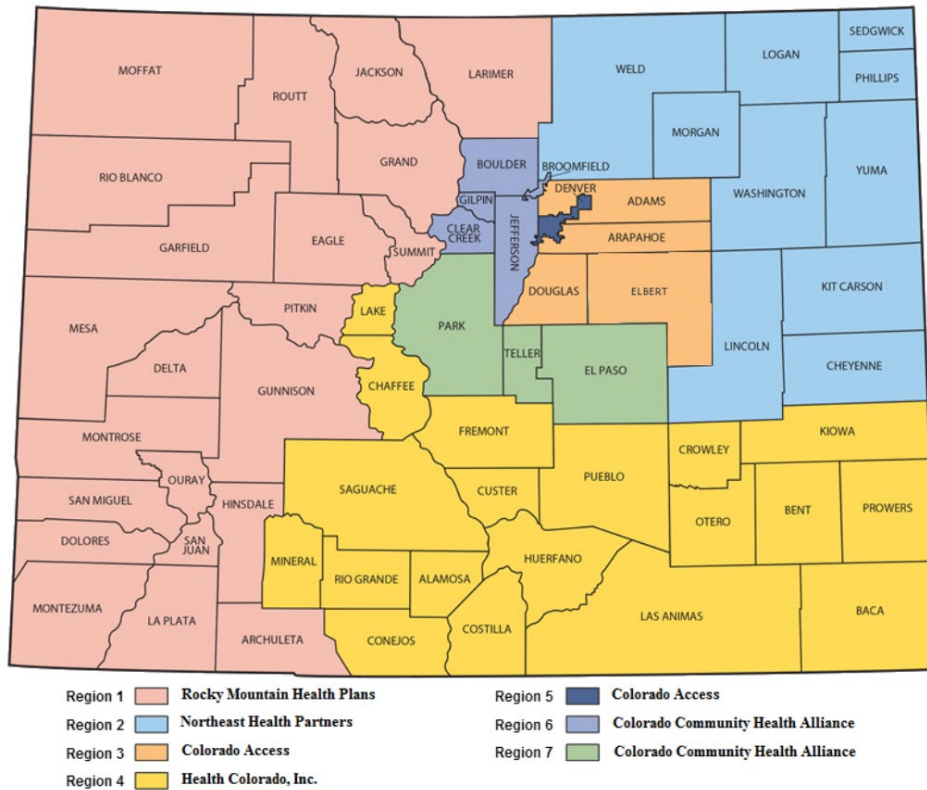 SEDGWICK
LOGAN
JACKSON
LARIMER
WELD
MOFFAT
PHILLIPS
ROUTT
MORGAN
BOULDER
BROOMFIELD
GRAND
YUMA
RIO BLANCO
DENVER
WASHINGTON
GILPIN
ADAMS
JEFFERSON
CLEAR
CREEK
ARAPAHOE
EAGLE
GARFIELD
SUMMIT
KIT CARSON
DOUGLAS
ELBERT
PITKIN
LAKE
MESA
PARK
LINCOLN
TELLER
CHEYENNE
DELTA
EL PASO
CHAFFEE
GUNNISON
FREMONT
KIOWA
MONTROSE
CROWLEY
PUEBLO
OURAY
SAGUACHE
CUSTER
SAN MIGUEL
HINSDALE
PROWERS
BENT
OTERO
DOLORES
SAN
JUAN
MINERAL
HUERFANO
RIO GRANDE
ALAMOSA
MONTEZUMA
BACA
LA PLATA
LAS ANIMAS
COSTILLA
ARCHULETA
CONEJOS
Region 1 Rocky Mountain Health Plans
Region 2 Northeast Health Partners
Region 3 Colorado Access
Region 4 Health Colorado, Inc.
Region 5 Colorado Access
Region 6 Colorado Community Health Alliance
Region 7 Colorado Community Health Alliance